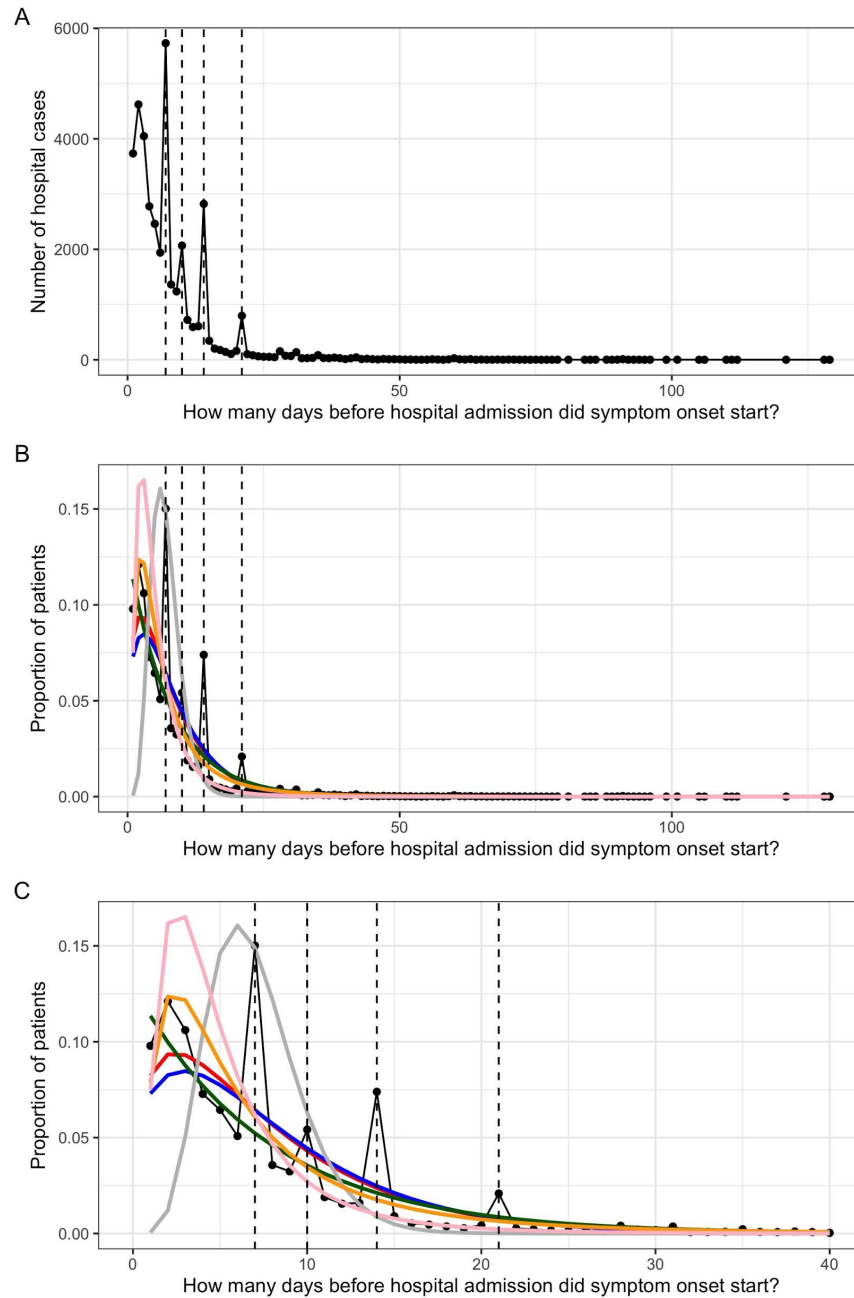 A
6000
4000
2000
0
Number of hospital cases
0 50 100
How many days before hospital admission did symptom onset start?
B
0.15
0.10
0.05
0.00
Proportion of patients
0 50 100
How many days before hospital admission did symptom onset start?
C
0.15
0.10
0.05
0.00
Proportion of patients
0 10 20 30 40
How many days before hospital admission did symptom onset start?